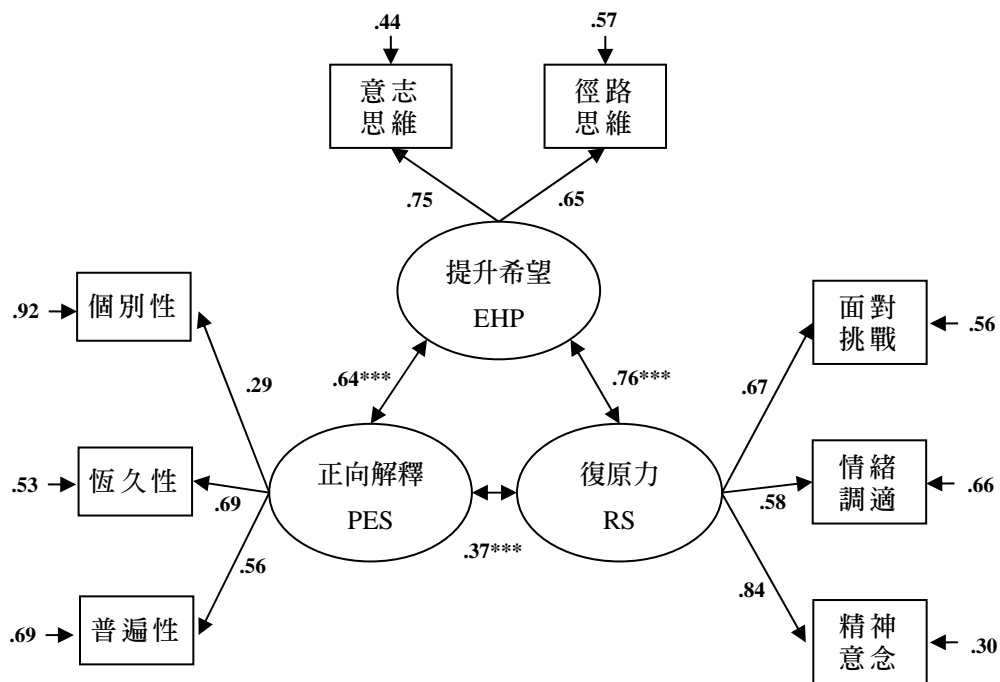 .44
.57
意志
思維
徑路
思維
.75
.65
提升希望
EHP
.92
個別性
面對
挑戰
.56
.64***
.76***
.29
.67
.53
恆久性
.69
正向解釋
PES
復原力
RS
.58
情緒
調適
.66
.37***
.56
.84
.69
普遍性
精神
意念
.30